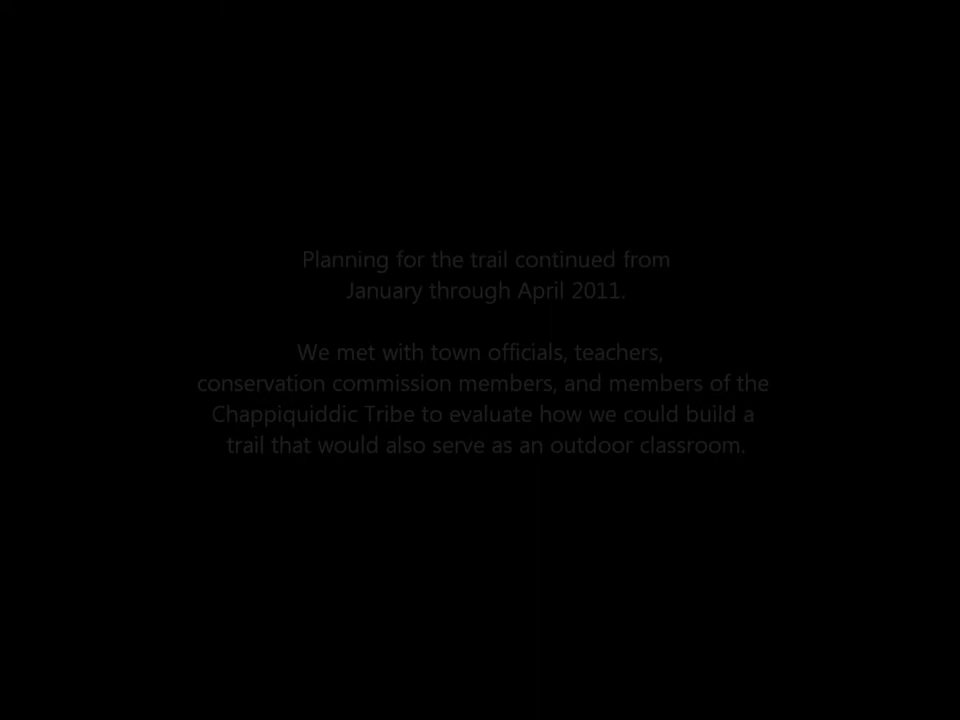 Planning for the trail continued from
January through April 2011.
We met with town officials, teachers,
conservation commission members, and members of the
Chappiquiddic Tribe to evaluate how we could build a
trail that would also serve as an outdoor classroom.